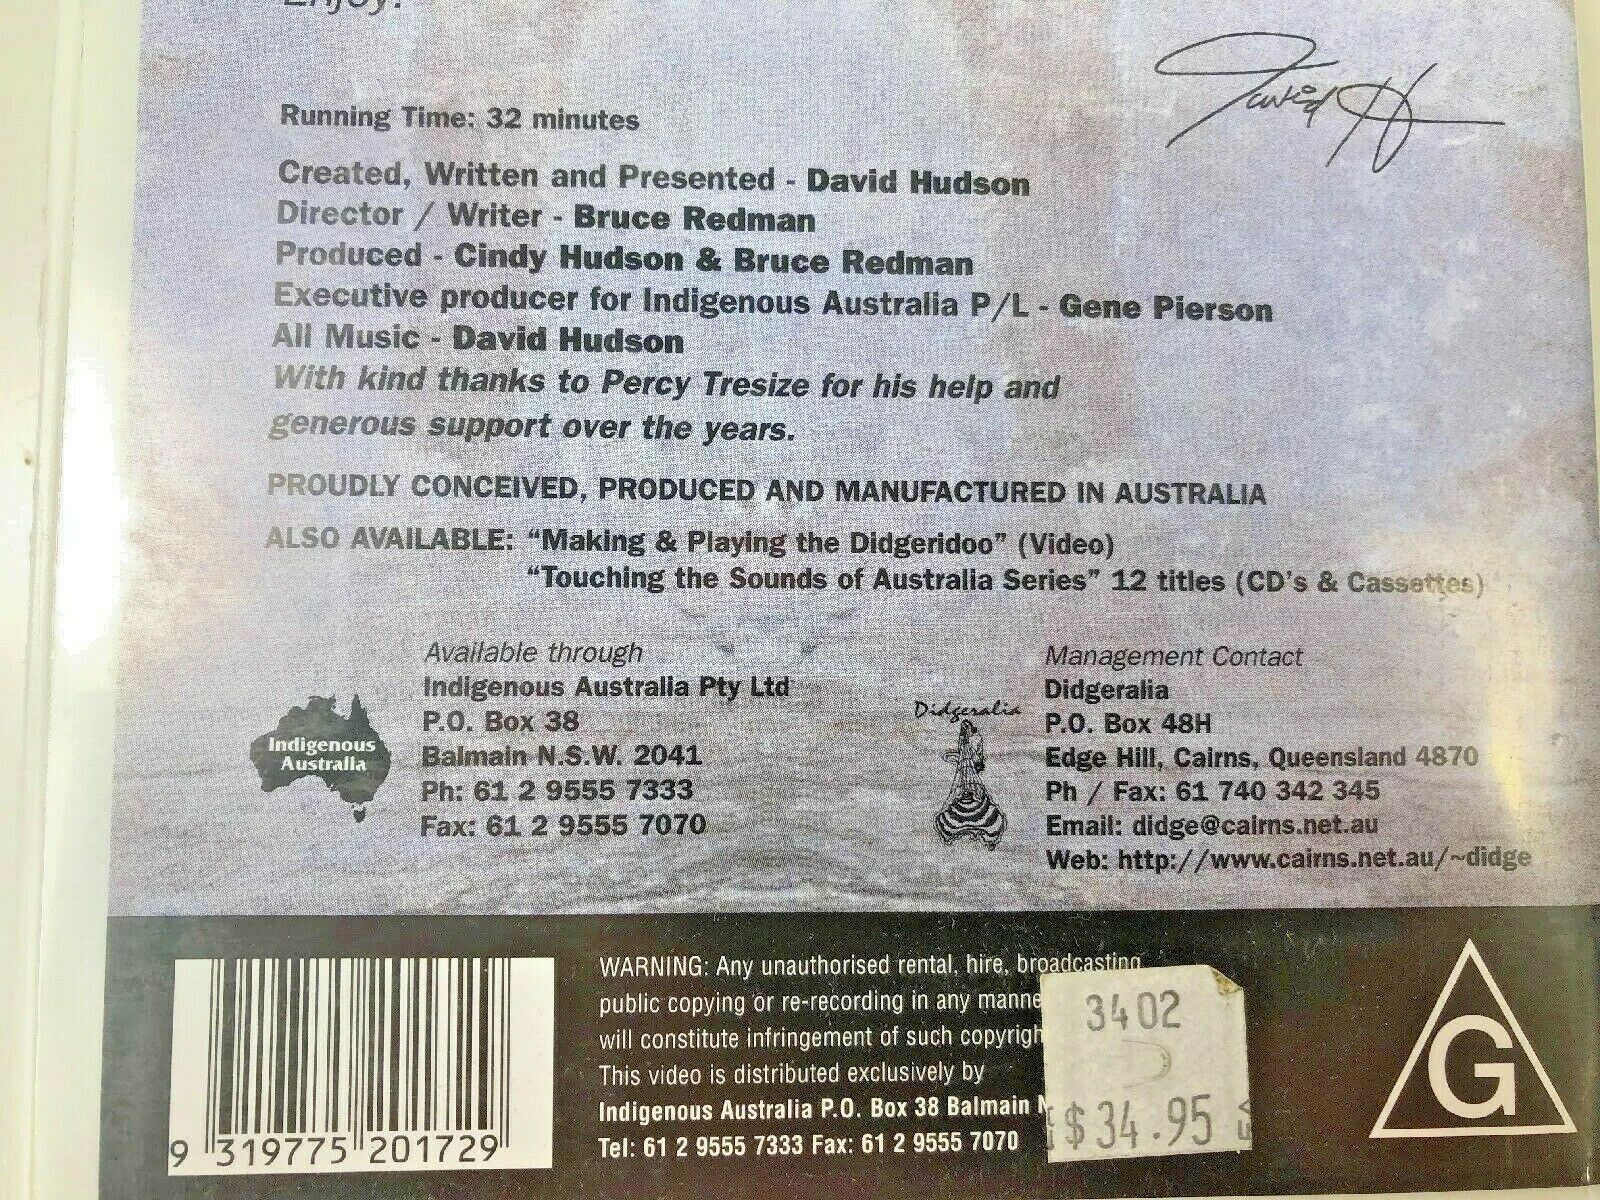 Enjoy!
David H
Running Time: 32 minutes
Created, Written and Presented - David Hudson
Director / Writer - Bruce Redman
Produced - Cindy Hudson & Bruce Redman
Executive producer for Indigenous Australia P/L - Gene Pierson
All Music - David Hudson
With kind thanks to Percy Tresize for his help and
generous support over the years.
PROUDLY CONCEIVED, PRODUCED AND MANUFACTURED IN AUSTRALIA
ALSO AVAILABLE: “Making & Playing the Didgeridoo” (Video)
“Touching the Sounds of Australia Series” 12 titles (CD's & Cassettes)
Indigenous
Australia
Available through
Indigenous Australia Pty Ltd
P.O. Box 38
Balmain N.S.W. 2041
Ph: 61 2 9555 7333
Fax: 61 2 9555 7070
Didgeralia
Management Contact
Didgeralia
P.O. Box 48H
Edge Hill, Cairns, Queensland 4870
Ph / Fax: 61 740 342 345
Email: didge@cairns.net.au
Web: http://www.cairns.net.au/~didge
9 319775 201729
WARNING: Any unauthorised rental, hire, broadcasting
public copying or re-recording in any manne
will constitute infringement of such copyrigh
This video is distributed exclusively by
Indigenous Australia P.O. Box 38 Balmain N
Tel: 61 2 9555 7333 Fax: 61 2 9555 7070
3402
$34.95
G